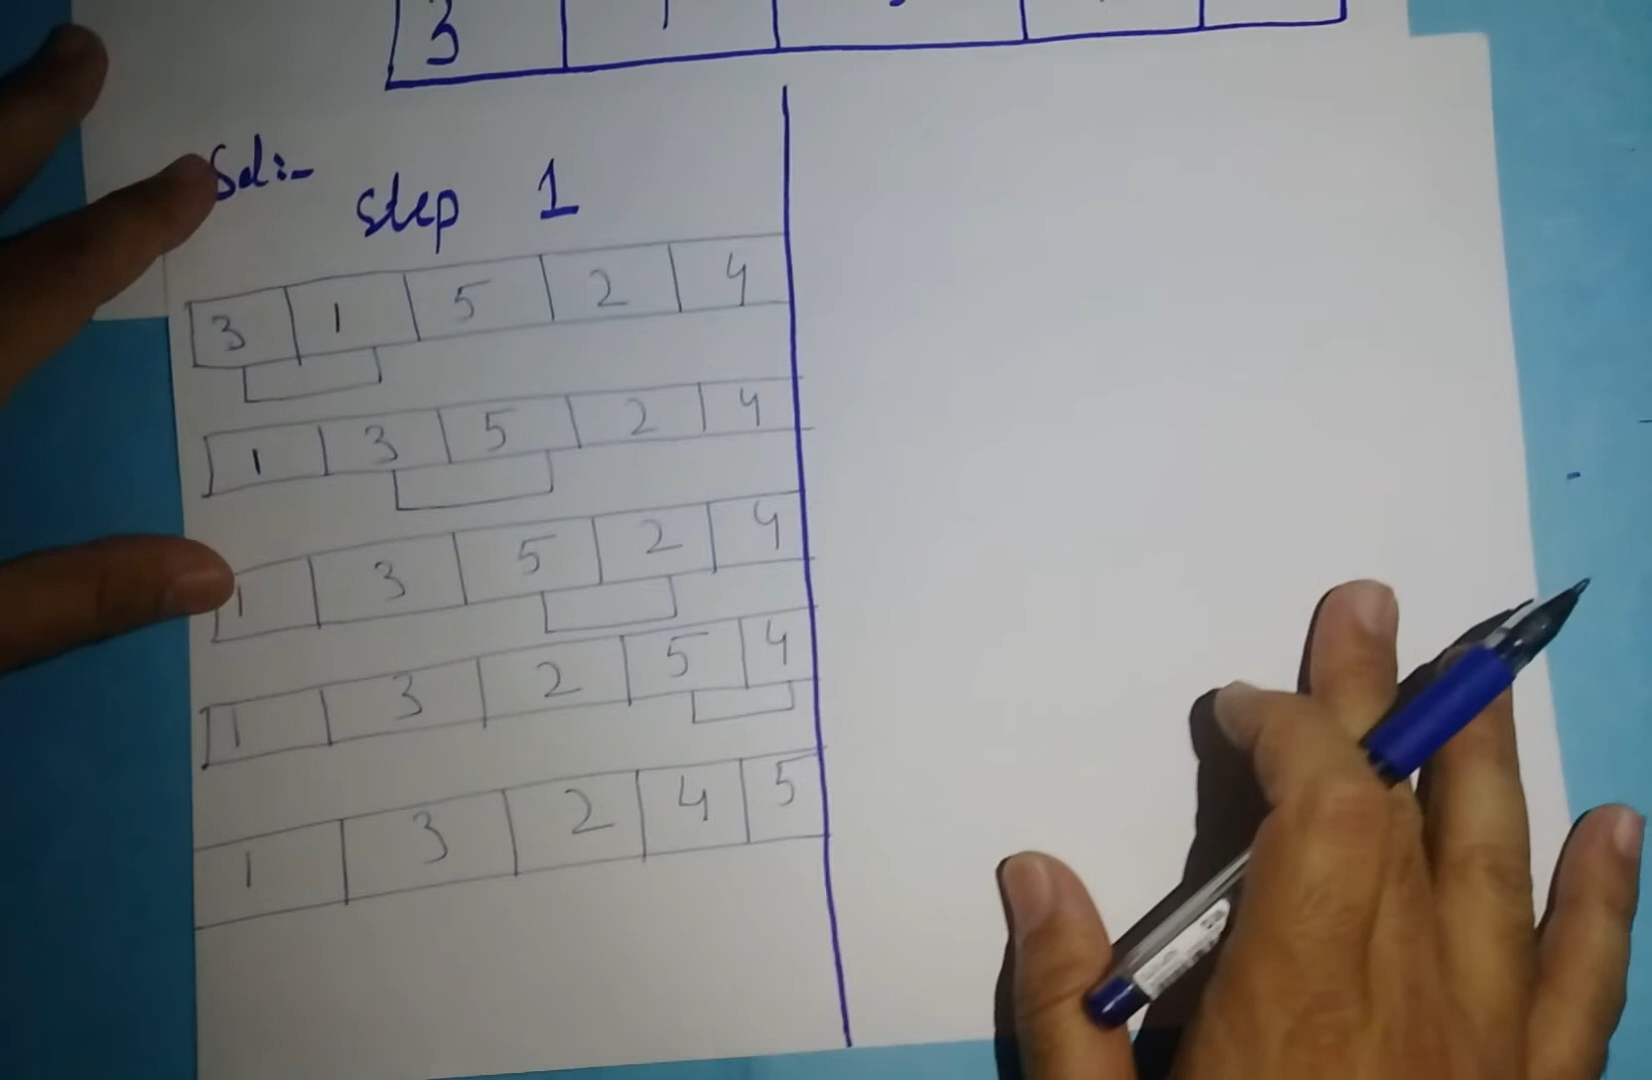 3
Sol:-
step 1
3 1 5 2 4
1 3 5 2 4
1 3 5 2 4
1 3 2 5 4
1 3 2 4 5